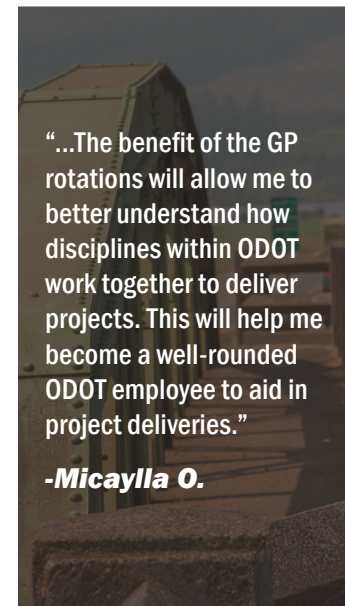 “...The benefit of the GP
rotations will allow me to
better understand how
disciplines within ODOT
work together to deliver
projects. This will help me
become a well-rounded
ODOT employee to aid in
project deliveries.”
-Micaylla O.